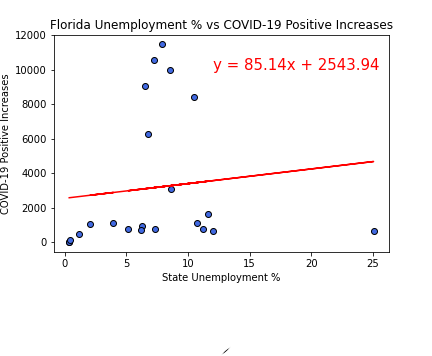 Florida Unemployment % vs COVID-19 Positive Increases
12000
10000
8000
6000
4000
2000
0
COVID-19 Positive Increases
y = 85.14x + 2543.94
0 5 10 15 20 25
State Unemployment %